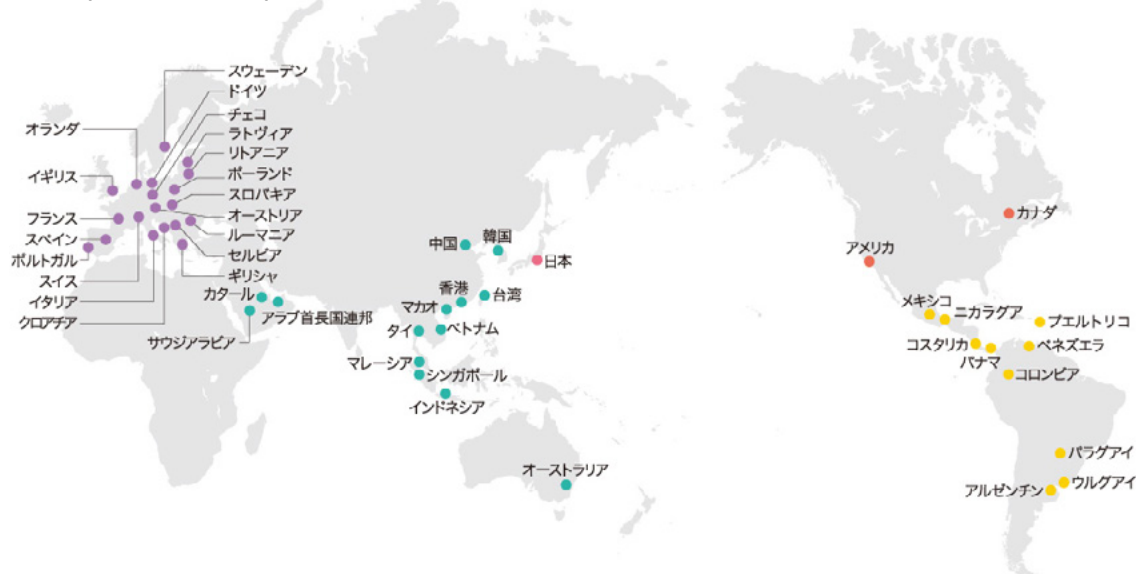 スウェーデン
ドイツ
チェコ
ラトヴィア
リトアニア
ポーランド
スロバキア
オーストリア
ルーマニア
セルビア
ギリシャ
オランダ
イギリス
フランス
スペイン
ポルトガル
スイス
イタリア
クロアチア
カタール
アラブ首長国連邦
サウジアラビア
中国
韓国
日本
香港
台湾
マカオ
タイ
ベトナム
マレーシア
シンガポール
インドネシア
オーストラリア
カナダ
アメリカ
メキシコ
ニカラグア
プエルトリコ
コスタリカ
パナマ
ベネズエラ
コロンビア
パラグアイ
ウルグアイ
アルゼンチン